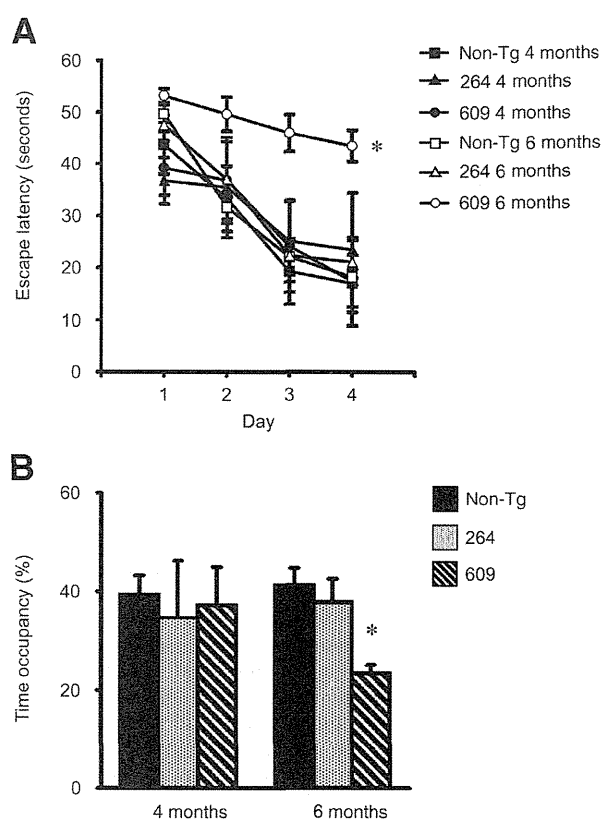 A
Escape latency (seconds)
60
50
40
30
20
10
0
1 2 3 4
Day
*
Non-Tg 4 months
264 4 months
609 4 months
Non-Tg 6 months
264 6 months
609 6 months
B
Time occupancy (%)
60
40
20
0
4 months 6 months
*
Non-Tg
264
609